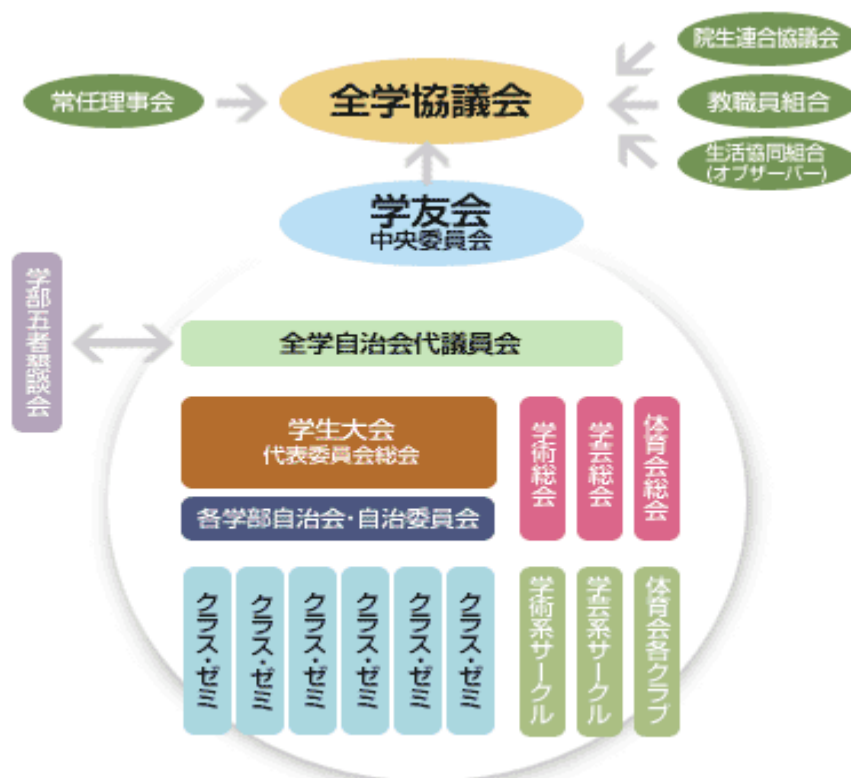 院生連合協議会
常任理事会
全学協議会
教職員組合
生活協同組合
(オブザーバー)
学友会
中央委員会
学部五者懇談会
全学自治会代議員会
学生大会
代表委員会総会
学術総会
学芸総会
体育会総会
各学部自治会・自治委員会
クラス・ゼミ
クラス・ゼミ
クラス・ゼミ
クラス・ゼミ
クラス・ゼミ
クラス・ゼミ
学術系サークル
学芸系サークル
体育会各クラブ